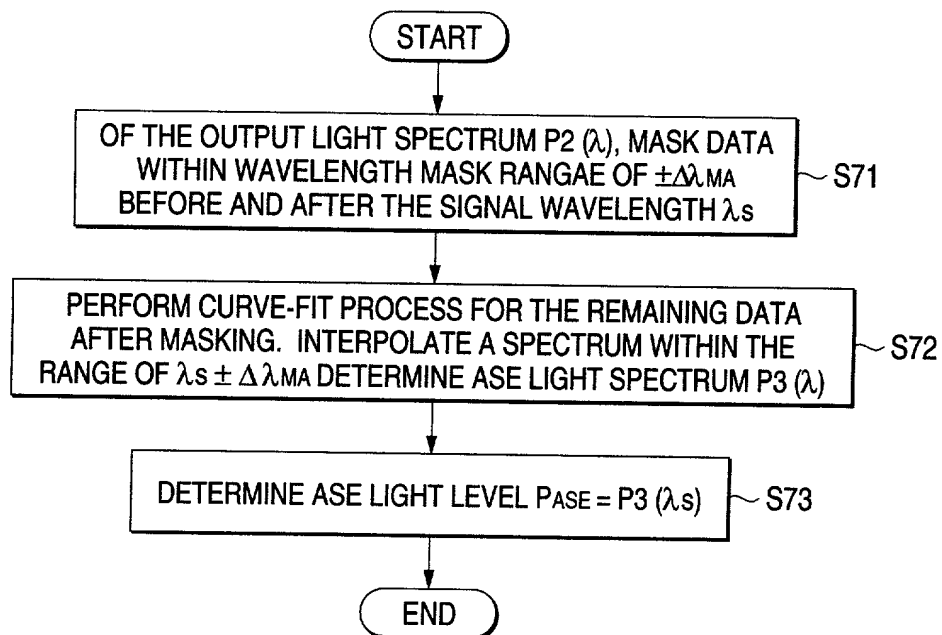 START
OF THE OUTPUT LIGHT SPECTRUM P2 (λ), MASK DATA
WITHIN WAVELENGTH MASK RANGAE OF ±ΔλMA
BEFORE AND AFTER THE SIGNAL WAVELENGTH λs
S71
PERFORM CURVE-FIT PROCESS FOR THE REMAINING DATA
AFTER MASKING. INTERPOLATE A SPECTRUM WITHIN THE
RANGE OF λs ± Δ λMA DETERMINE ASE LIGHT SPECTRUM P3 (λ)
S72
DETERMINE ASE LIGHT LEVEL PASE = P3 (λs)
S73
END